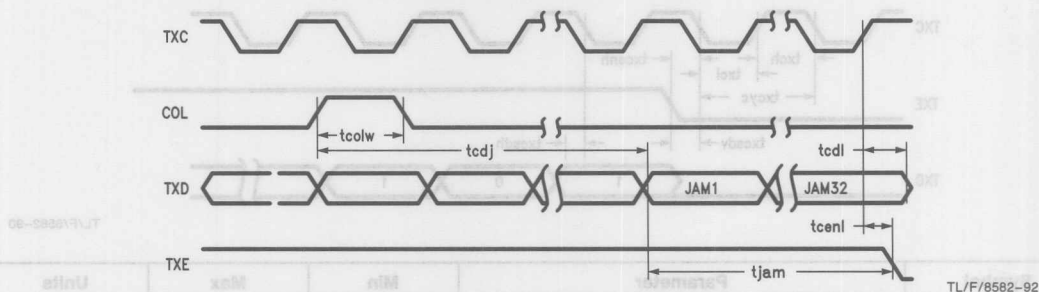 TXC
COL
tcolw
tcdj
tcdl
TXD
JAM1
JAM32
tcenl
TXE
tjam
TL/F/8582-92